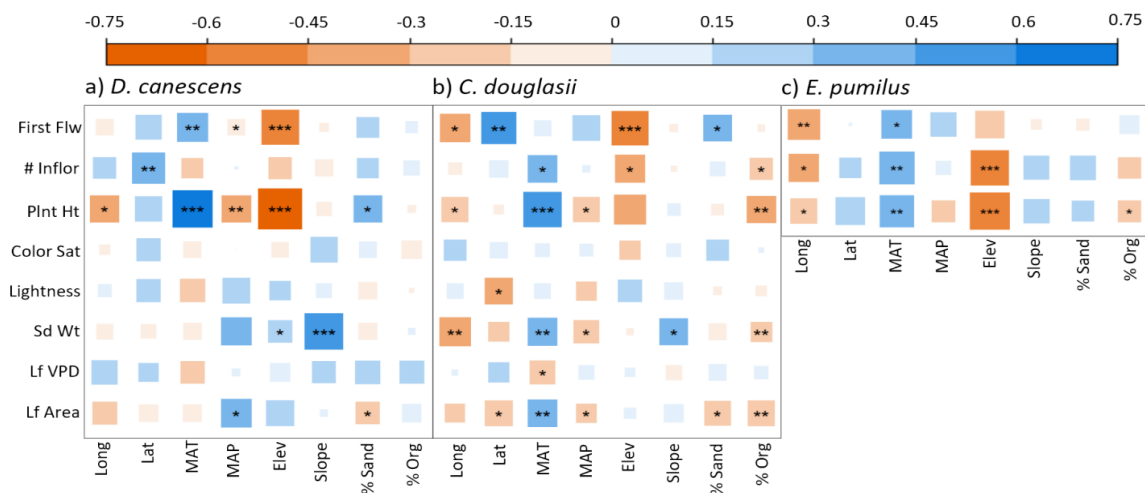 -0.75 -0.6 -0.45 -0.15 0 0.15 0.3 0.45 0.6 0.75
a) D. canescens b) C. douglasii c) E. pumilus
First Flw ** * *** * ** *** * ** *
# Inflor ** * * * * ** ***
Plnt Ht * *** ** *** * * *** * ** * ** *** *
Color Sat
Lightness *
Sd Wt * *** ** ** * * **
Lf VPD *
Lf Area * * * ** * * **
Long Lat MAT MAP Elev Slope % Sand % Org
Long Lat MAT MAP Elev Slope % Sand % Org
Long Lat MAT MAP Elev Slope % Sand % Org